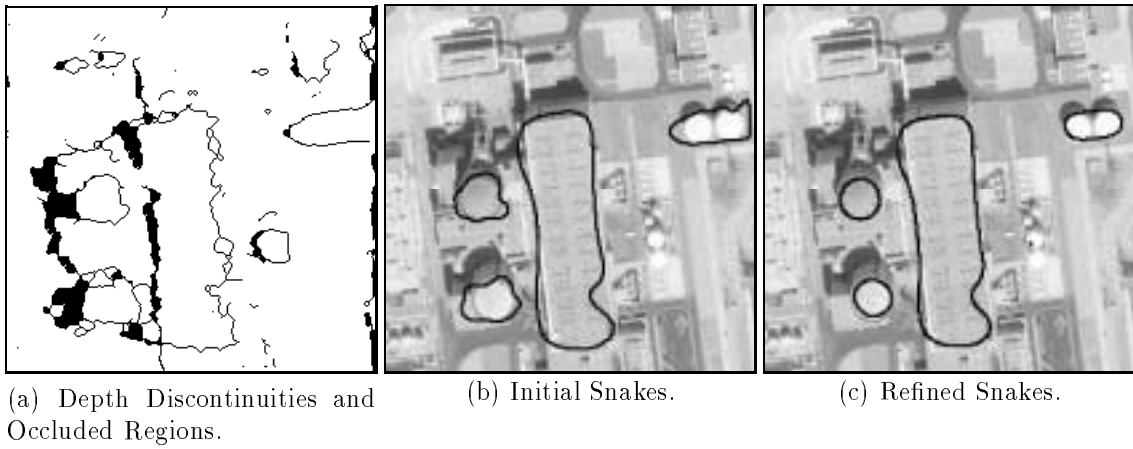 (a) Depth Discontinuities and
Occluded Regions.
(b) Initial Snakes.
(c) Refined Snakes.